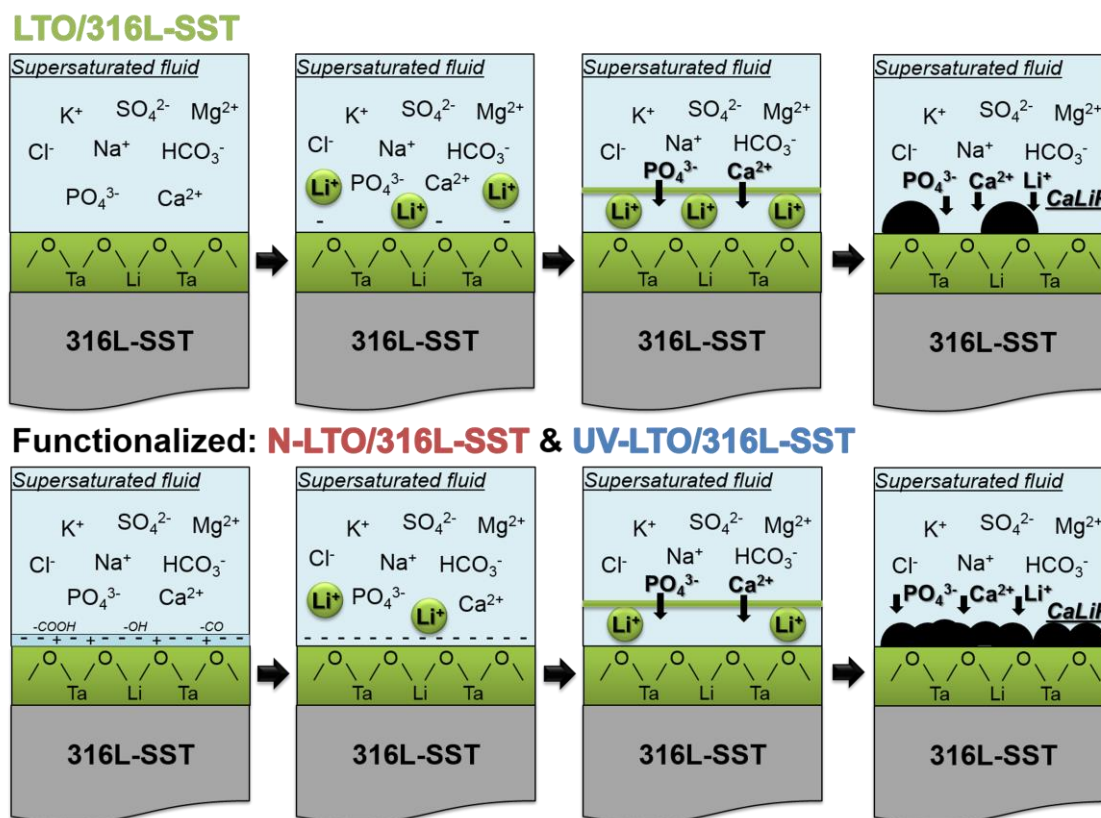 LTO/316L-SST
Supersaturated fluid
K⁺ SO₄²⁻ Mg²⁺
Cl⁻ Na⁺ HCO₃⁻
PO₄³⁻ Ca²⁺
O O O O
Ta Li Ta
316L-SST
Supersaturated fluid
K⁺ SO₄²⁻ Mg²⁺
Cl⁻ Na⁺ HCO₃⁻
Li⁺ PO₄³⁻ Ca²⁺ Li⁺
Li⁺
- - -
O O O O
Ta Li Ta
316L-SST
Supersaturated fluid
K⁺ SO₄²⁻ Mg²⁺
Cl⁻ Na⁺ HCO₃⁻
PO₄³⁻ Ca²⁺
Li⁺ Li⁺ Li⁺
O O O O
Ta Li Ta
316L-SST
Supersaturated fluid
K⁺ SO₄²⁻ Mg²⁺
Cl⁻ Na⁺ HCO₃⁻
PO₄³⁻ Ca²⁺ Li⁺
CaLiP
O O O O
Ta Li Ta
316L-SST
Functionalized: N-LTO/316L-SST & UV-LTO/316L-SST
Supersaturated fluid
K⁺ SO₄²⁻ Mg²⁺
Cl⁻ Na⁺ HCO₃⁻
PO₄³⁻ Ca²⁺
-COOH -OH -CO
O O O O
Ta Li Ta
316L-SST
Supersaturated fluid
K⁺ SO₄²⁻ Mg²⁺
Cl⁻ Na⁺ HCO₃⁻
Li⁺ PO₄³⁻ Li⁺ Ca²⁺
O O O O
Ta Li Ta
316L-SST
Supersaturated fluid
K⁺ SO₄²⁻ Mg²⁺
Cl⁻ Na⁺ HCO₃⁻
PO₄³⁻ Ca²⁺
Li⁺ Li⁺
O O O O
Ta Li Ta
316L-SST
Supersaturated fluid
K⁺ SO₄²⁻ Mg²⁺
Cl⁻ Na⁺ HCO₃⁻
PO₄³⁻ Ca²⁺ Li⁺
CaLiP
O O O O
Ta Li Ta
316L-SST